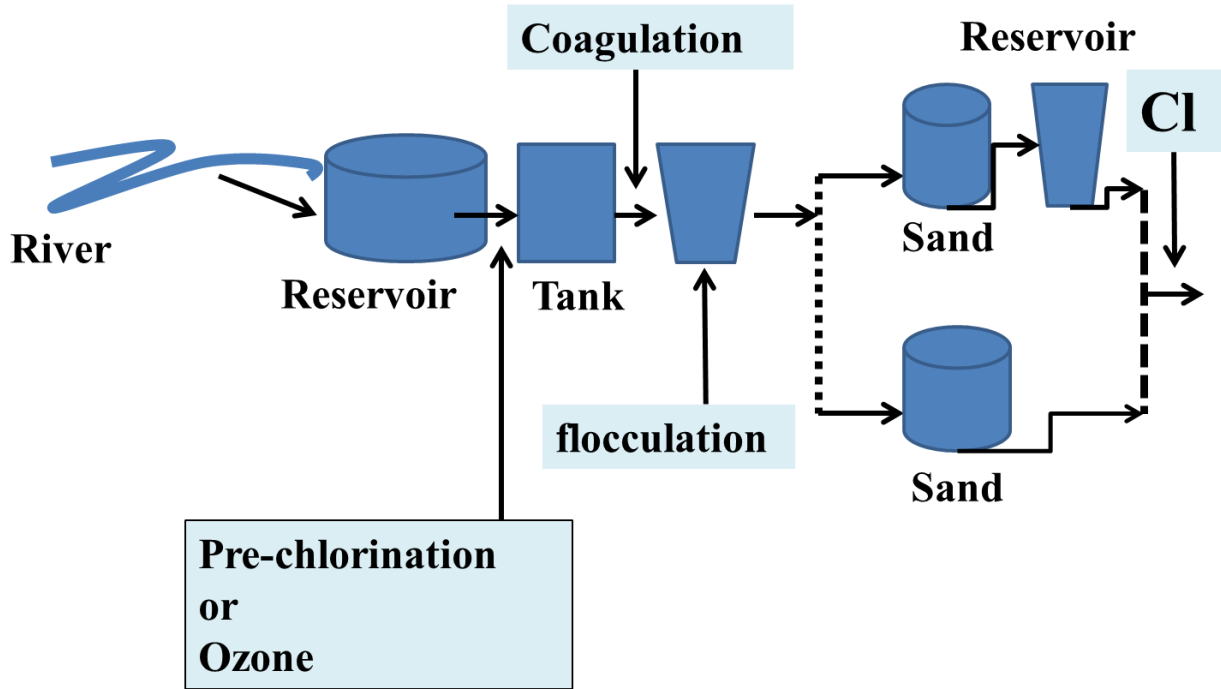 Coagulation
Reservoir
Cl
River
Reservoir
Tank
Sand
flocculation
Sand
Pre-chlorination
or
Ozone